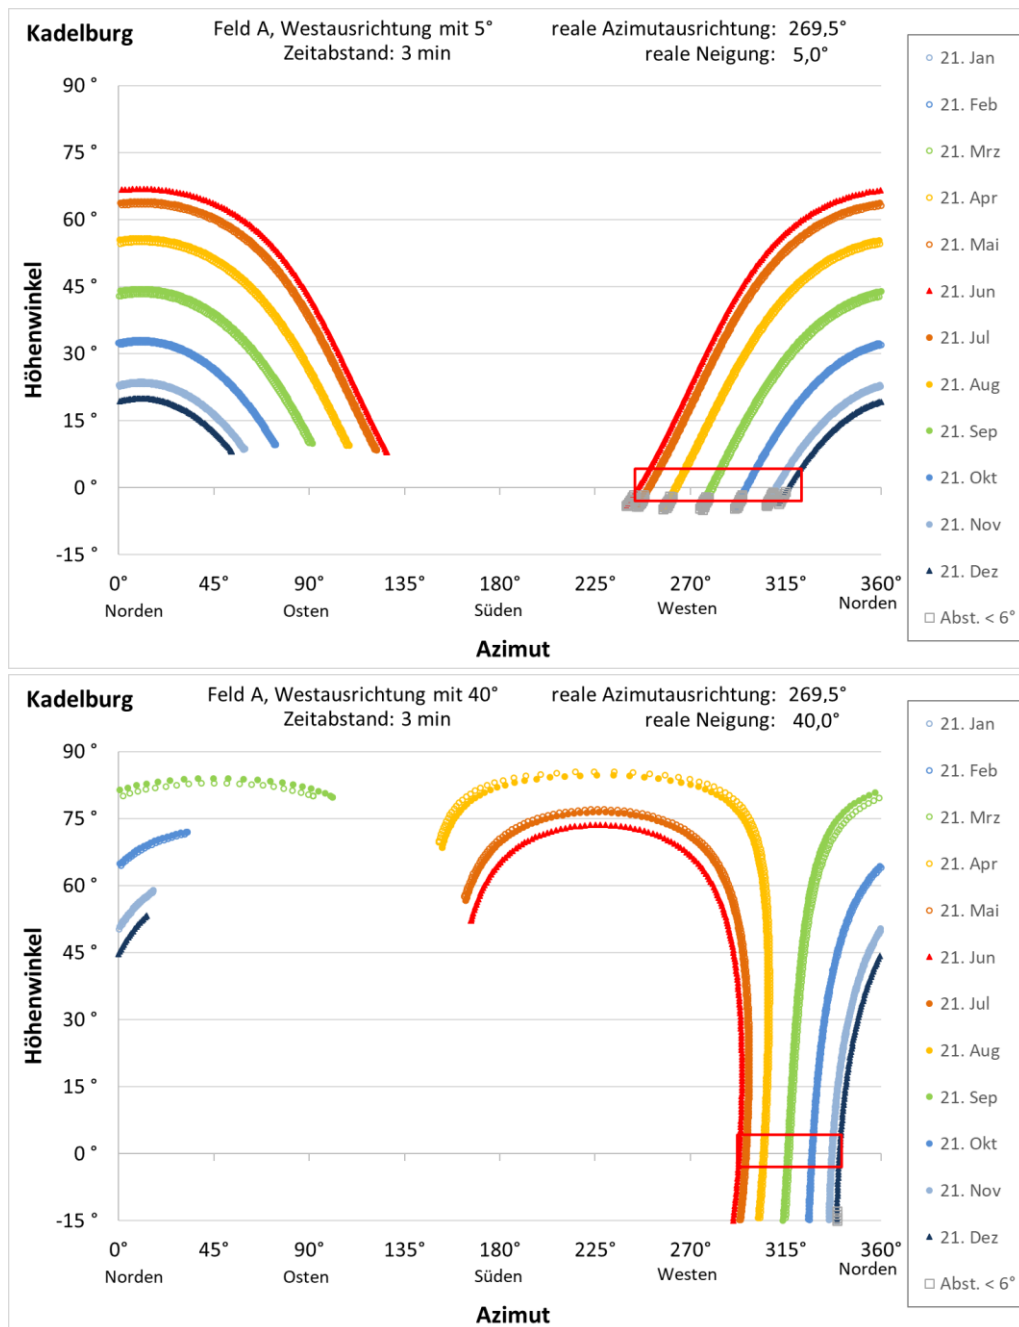 Kadelburg
Feld A, Westausrichtung mit 5°
Zeitabstand: 3 min
reale Azimutausrichtung: 269,5°
reale Neigung: 5,0°
90 °
75 °
60 °
45 °
30 °
15 °
0 °
-15 °
Höhenwinkel
0° 45° 90° 135° 180° 225° 270° 315° 360°
Norden Osten Süden Westen Norden
Azimut
21. Jan
21. Feb
21. Mrz
21. Apr
21. Mai
21. Jun
21. Jul
21. Aug
21. Sep
21. Okt
21. Nov
21. Dez
Abst. < 6°
Kadelburg
Feld A, Westausrichtung mit 40°
Zeitabstand: 3 min
reale Azimutausrichtung: 269,5°
reale Neigung: 40,0°
90 °
75 °
60 °
45 °
30 °
15 °
0 °
-15 °
Höhenwinkel
0° 45° 90° 135° 180° 225° 270° 315° 360°
Norden Osten Süden Westen Norden
Azimut
21. Jan
21. Feb
21. Mrz
21. Apr
21. Mai
21. Jun
21. Jul
21. Aug
21. Sep
21. Okt
21. Nov
21. Dez
Abst. < 6°